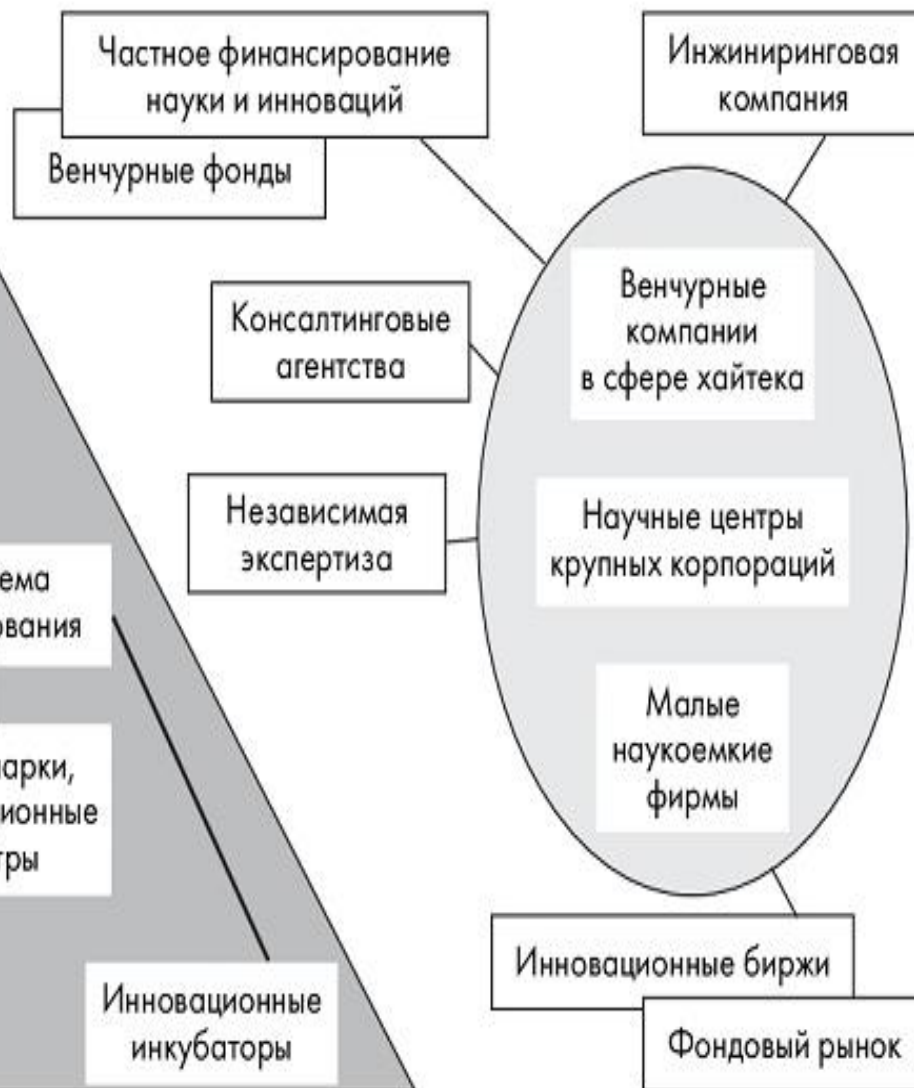 Частное финансирование
науки и инноваций
Венчурные фонды
Инжиниринговая
компания
Консалтинговые
агентства
Венчурные
компании
в сфере хайтека
Независимая
экспертиза
Научные центры
крупных корпораций
Малые
наукоемкие
фирмы
Инновационные
инкубаторы
Инновационные биржи
Фондовый рынок